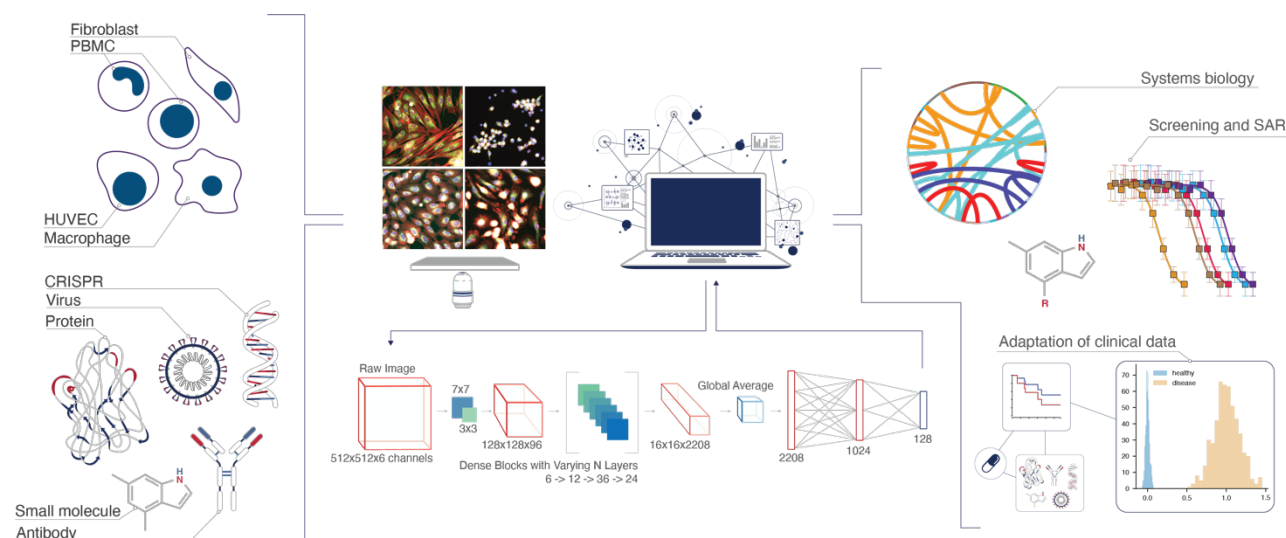 Fibroblast
PBMC
HUVEC
Macrophage
CRISPR
Virus
Protein
H
N
Small molecule
Antibody
Raw Image
512x512x6 channels
7x7
3x3
128x128x96
Dense Blocks with Varying N Layers
6 -> 12 -> 36 -> 24
16x16x2208
Global Average
2208
1024
128
Systems biology
Screening and SAR
H
N
R
Adaptation of clinical data
healthy
disease
70
60
50
40
30
20
10
0
0.0
0.5
1.0
1.5